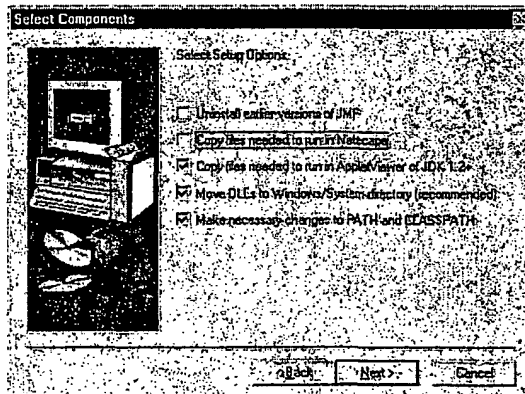 Select Components
Select Setup Options:
Uninstall earlier versions of JMF
Copy files needed to run in Netscape
Copy files needed to run in AppletViewer of JDK 1.2+
Move DLLs to Windows/System directory (recommended)
Make necessary changes to PATH and CLASSPATH
< Back
Next >
Cancel